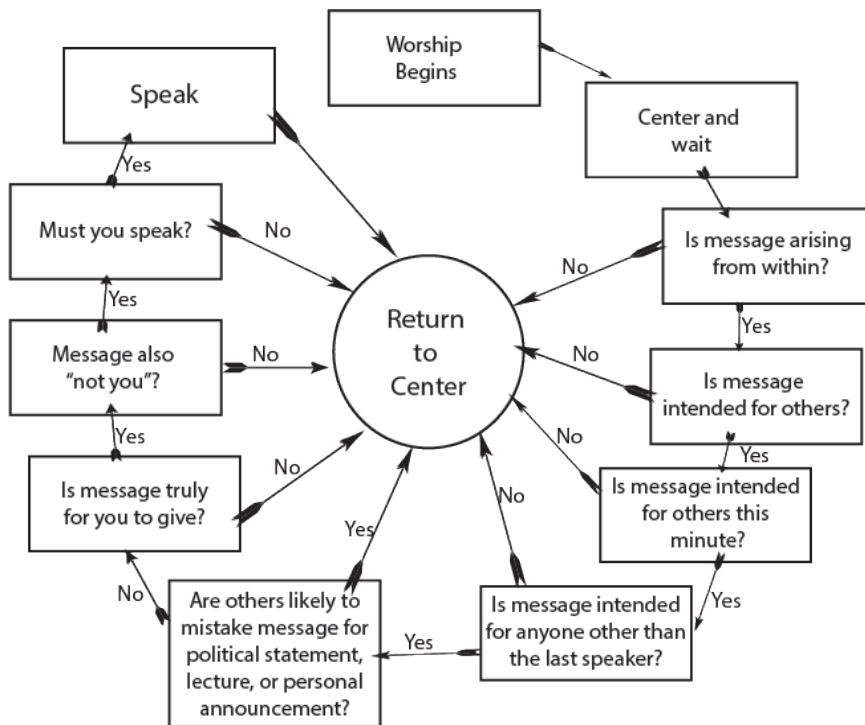 Worship
Begins
Center and
wait
Is message arising
from within?
No
Yes
Is message
intended for others?
No
Yes
Is message intended
for others this
minute?
No
Yes
Is message intended
for anyone other than
the last speaker?
No
Yes
Are others likely to
mistake message for
political statement,
lecture, or personal
announcement?
Yes
No
Is message truly
for you to give?
No
Yes
Message also
“not you”?
No
Yes
Must you speak?
No
Yes
Speak
Return
to
Center